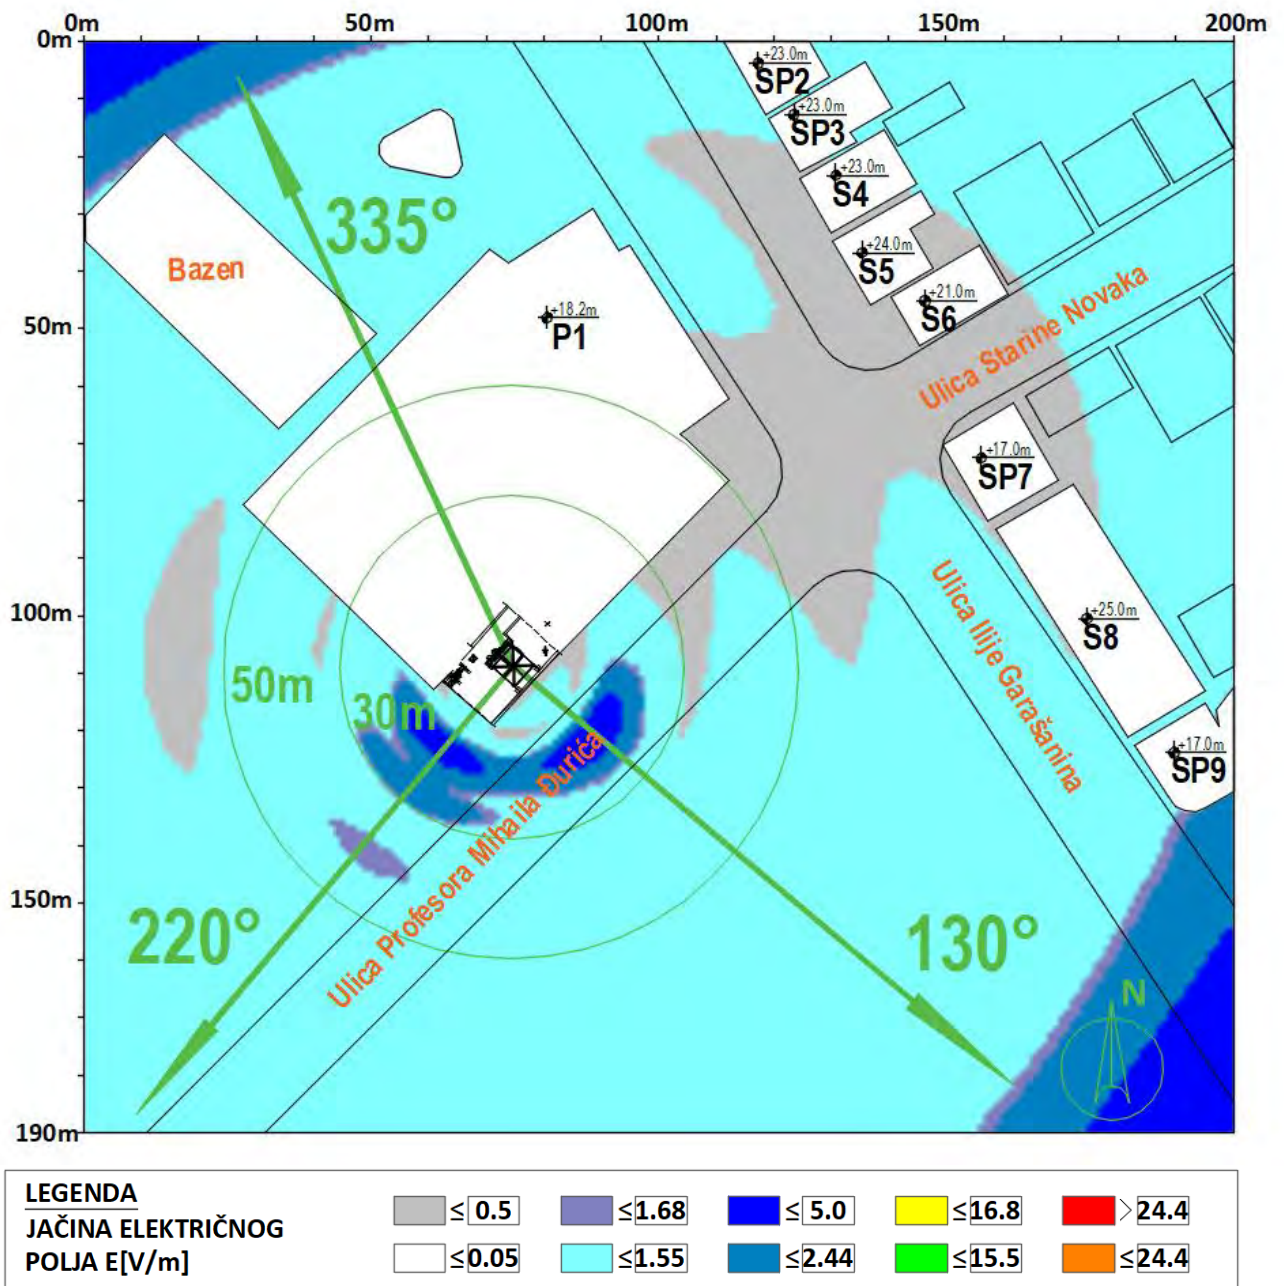 0m 50m 100m 150m 200m
0m
+23.0m
SP2
+23.0m
SP3
+23.0m
S4
335°
+24.0m
S5
Bazen
+21.0m
S6
+18.2m
P1
50m
Ulica Starine Novaka
+17.0m
SP7
100m
Ulica Ilije Garašanina
+25.0m
S8
50m
30m
+17.0m
SP9
Ulica Profesora Mihaila Đurića
150m
220°
130°
N
190m
LEGENDA
JAČINA ELEKTRIČNOG
POLJA E[V/m]
≤ 0.5 ≤ 1.68 ≤ 5.0 ≤ 16.8 > 24.4
≤ 0.05 ≤ 1.55 ≤ 2.44 ≤ 15.5 ≤ 24.4